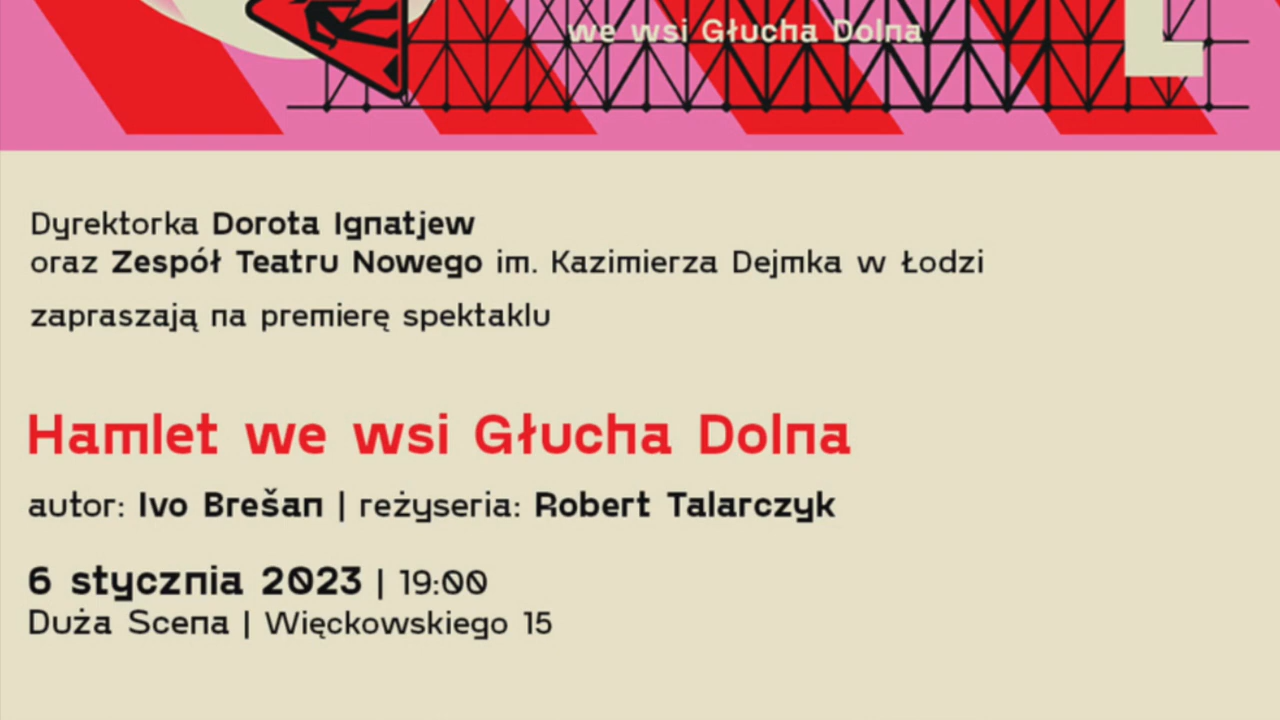 we wsi Głucha Dolna
Dyrektorka Dorota Ignatjew
oraz Zespół Teatru Nowego im. Kazimierza Dejmka w Łodzi
zapraszają na premierę spektaklu
Hamlet we wsi Głucha Dolna
autor: Ivo Brešan | reżyseria: Robert Talarczyk
6 stycznia 2023 | 19:00
Duża Scena | Więckowskiego 15